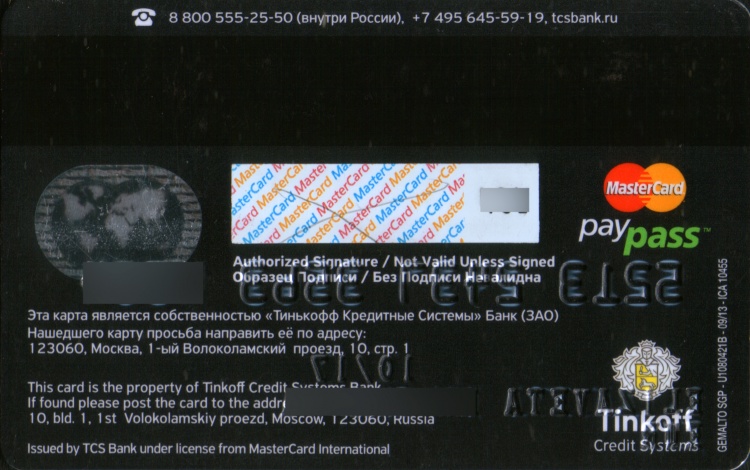 8 800 555-25-50 (внутри России), +7 495 645-59-19, tcsbank.ru
MasterCard
paypass™
Authorized Signature / Not Valid Unless Signed
Образец Подписи / Без Подписи Невалидна
Эта карта является собственностью «Тинькофф Кредитные Системы» Банк (ЗАО)
Нашедшего карту просьба направить её по адресу:
123060, Москва, 1-ый Волоколамский проезд, 10, стр. 1
This card is the property of Tinkoff Credit Systems Bank
If found please post the card to the
10, bld. 1, 1st Volokolamskiy proezd, Moscow, 123060, Russia
Issued by TCS Bank under license from MasterCard International
Tinkoff
Credit Systems
GEMALTO SGP - U1080421B - 09/13 - ICA 10455